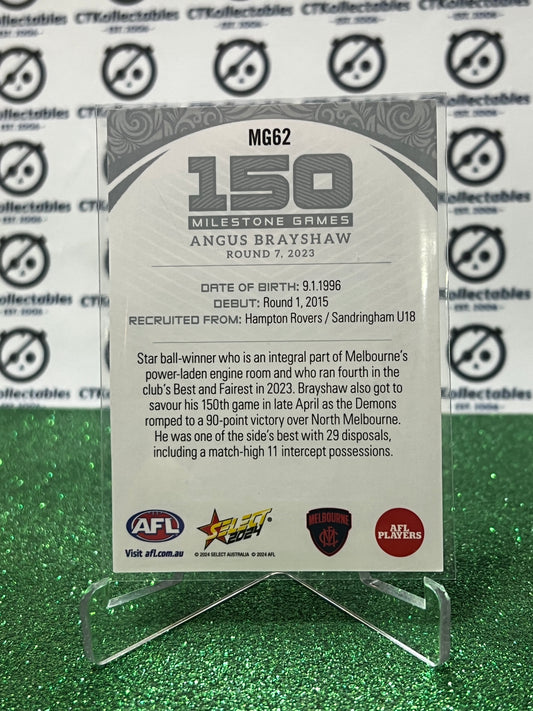 CTKollectables
EST. 2006
MG62
150
MILESTONE GAMES
ANGUS BRAYSHAW
ROUND 7, 2023
DATE OF BIRTH: 9.1.1996
DEBUT: Round 1, 2015
RECRUITED FROM: Hampton Rovers / Sandringham U18
Star ball-winner who is an integral part of Melbourne's
power-laden engine room and who ran fourth in the
club's Best and Fairest in 2023. Brayshaw also got to
savour his 150th game in late April as the Demons
romped to a 90-point victory over North Melbourne.
He was one of the side's best with 29 disposals,
including a match-high 11 intercept possessions.
AFL
Visit afl.com.au
SELECT
2024
© 2024 SELECT AUSTRALIA © 2024 AFL
MELBOURNE
AFL
PLAYERS